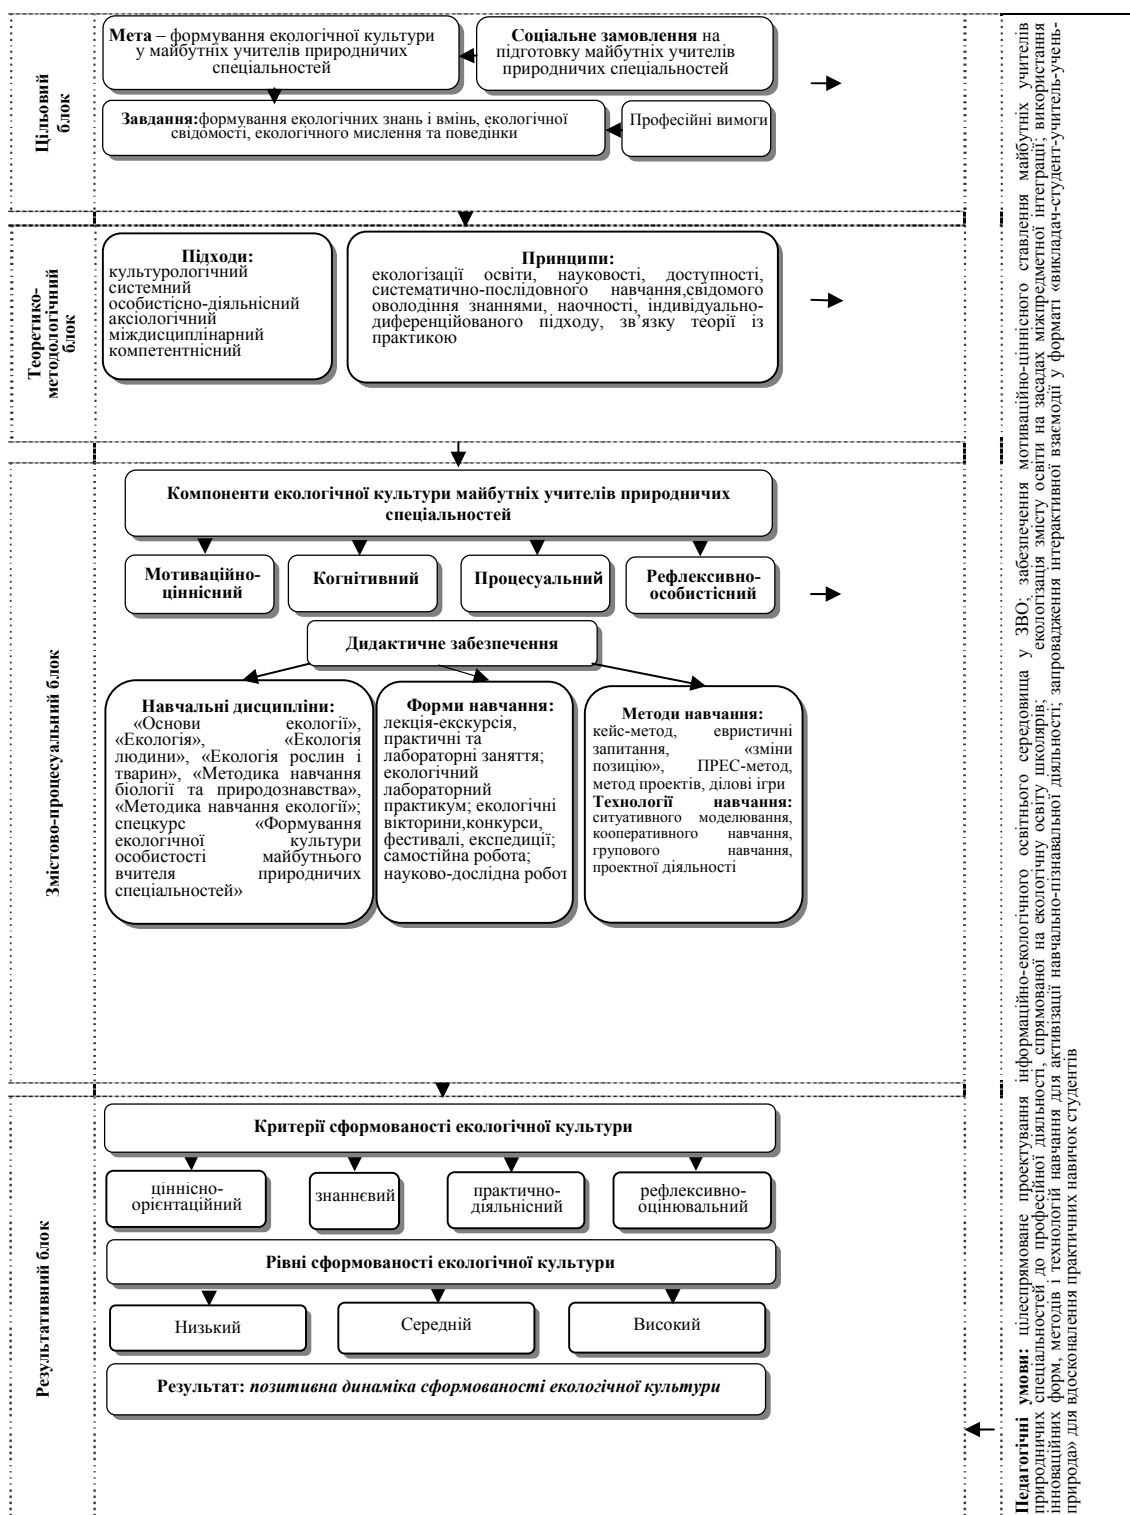 Цільовий
блок
Мета – формування екологічної культури
у майбутніх учителів природничих
спеціальностей
Соціальне замовлення на
підготовку майбутніх учителів
природничих спеціальностей
Завдання:формування екологічних знань і вмінь, екологічної
свідомості, екологічного мислення та поведінки
Професійні вимоги
Теоретико-
методологічний
блок
Підходи:
культурологічний
системний
особистісно-діяльнісний
аксіологічний
міждисциплінарний
компетентнісний
Принципи:
екологізації освіти, науковості, доступності,
систематично-послідовного навчання,свідомого
оволодіння знаннями, наочності, індивідуально-
диференційованого підходу, зв’язку теорії із
практикою
Змістово-процесуальний блок
Компоненти екологічної культури майбутніх учителів природничих
спеціальностей
Мотиваційно-
ціннісний
Когнітивний
Процесуальний
Рефлексивно-
особистісний
Дидактичне забезпечення
Навчальні дисципліни:
«Основи екології»,
«Екологія», «Екологія
людини», «Екологія рослин і
тварин», «Методика навчання
біології та природознавства»,
«Методика навчання екології»;
спецкурс «Формування
екологічної культури
особистості майбутнього
вчителя природничих
спеціальностей»
Форми навчання:
лекція-екскурсія,
практичні та
лабораторні заняття;
екологічний
лабораторний
практикум; екологічні
вікторини,конкурси,
фестивалі, експедиції;
самостійна робота;
науково-дослідна робот
Методи навчання:
кейс-метод, евристичні
запитання, «зміни
позицію», ПРЕС-метод,
метод проектів, ділові ігри
Технології навчання:
ситуативного моделювання,
кооперативного навчання,
групового навчання,
проектної діяльності
Результативний блок
Критерії сформованості екологічної культури
ціннісно-
орієнтаційний
знаннєвий
практично-
діяльнісний
рефлексивно-
оцінювальний
Рівні сформованості екологічної культури
Низький
Середній
Високий
Результат: позитивна динаміка сформованості екологічної культури
Педагогічні умови: цілеспрямоване проектування інформаційно-екологічного освітнього середовища у ЗВО; забезпечення мотиваційно-ціннісного ставлення майбутніх учителів
природничих спеціальностей до професійної діяльності, спрямованої на екологічну освіту школярів; екологізація змісту освіти на засадах міжпредметної інтеграції; використання
інноваційних форм, методів і технологій навчання для активізації навчально-пізнавальної діяльності; запровадження інтерактивної взаємодії у форматі «викладач-студент-учитель-учень-
природа» для вдосконалення практичних навичок студентів